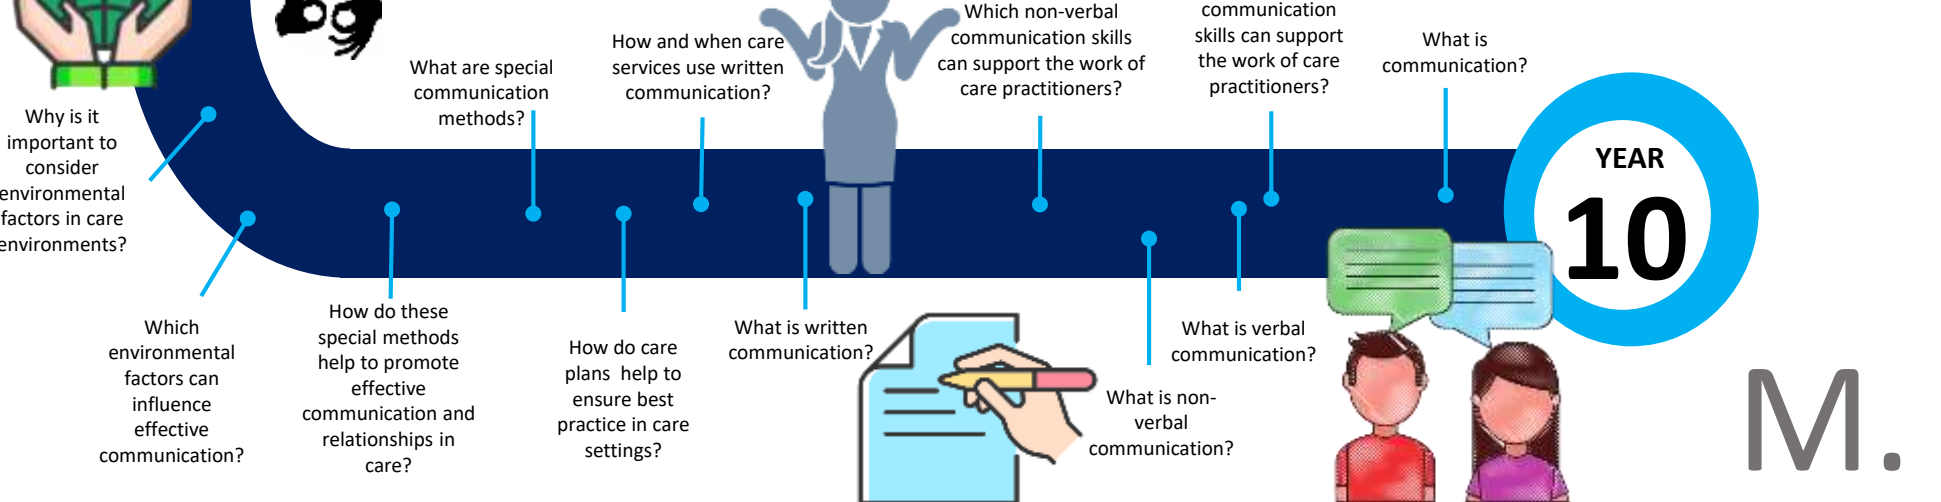 Which non-verbal
communication skills
can support the work of
care practitioners?
communication
skills can support
the work of care
practitioners?
What is
communication?
How and when care
services use written
communication?
What are special
communication
methods?
Why is it
important to
consider
environmental
factors in care
environments?
YEAR
10
Which
environmental
factors can
influence
effective
communication?
How do these
special methods
help to promote
effective
communication and
relationships in
care?
How do care
plans help to
ensure best
practice in care
settings?
What is written
communication?
What is non-
verbal
communication?
What is verbal
communication?
M.